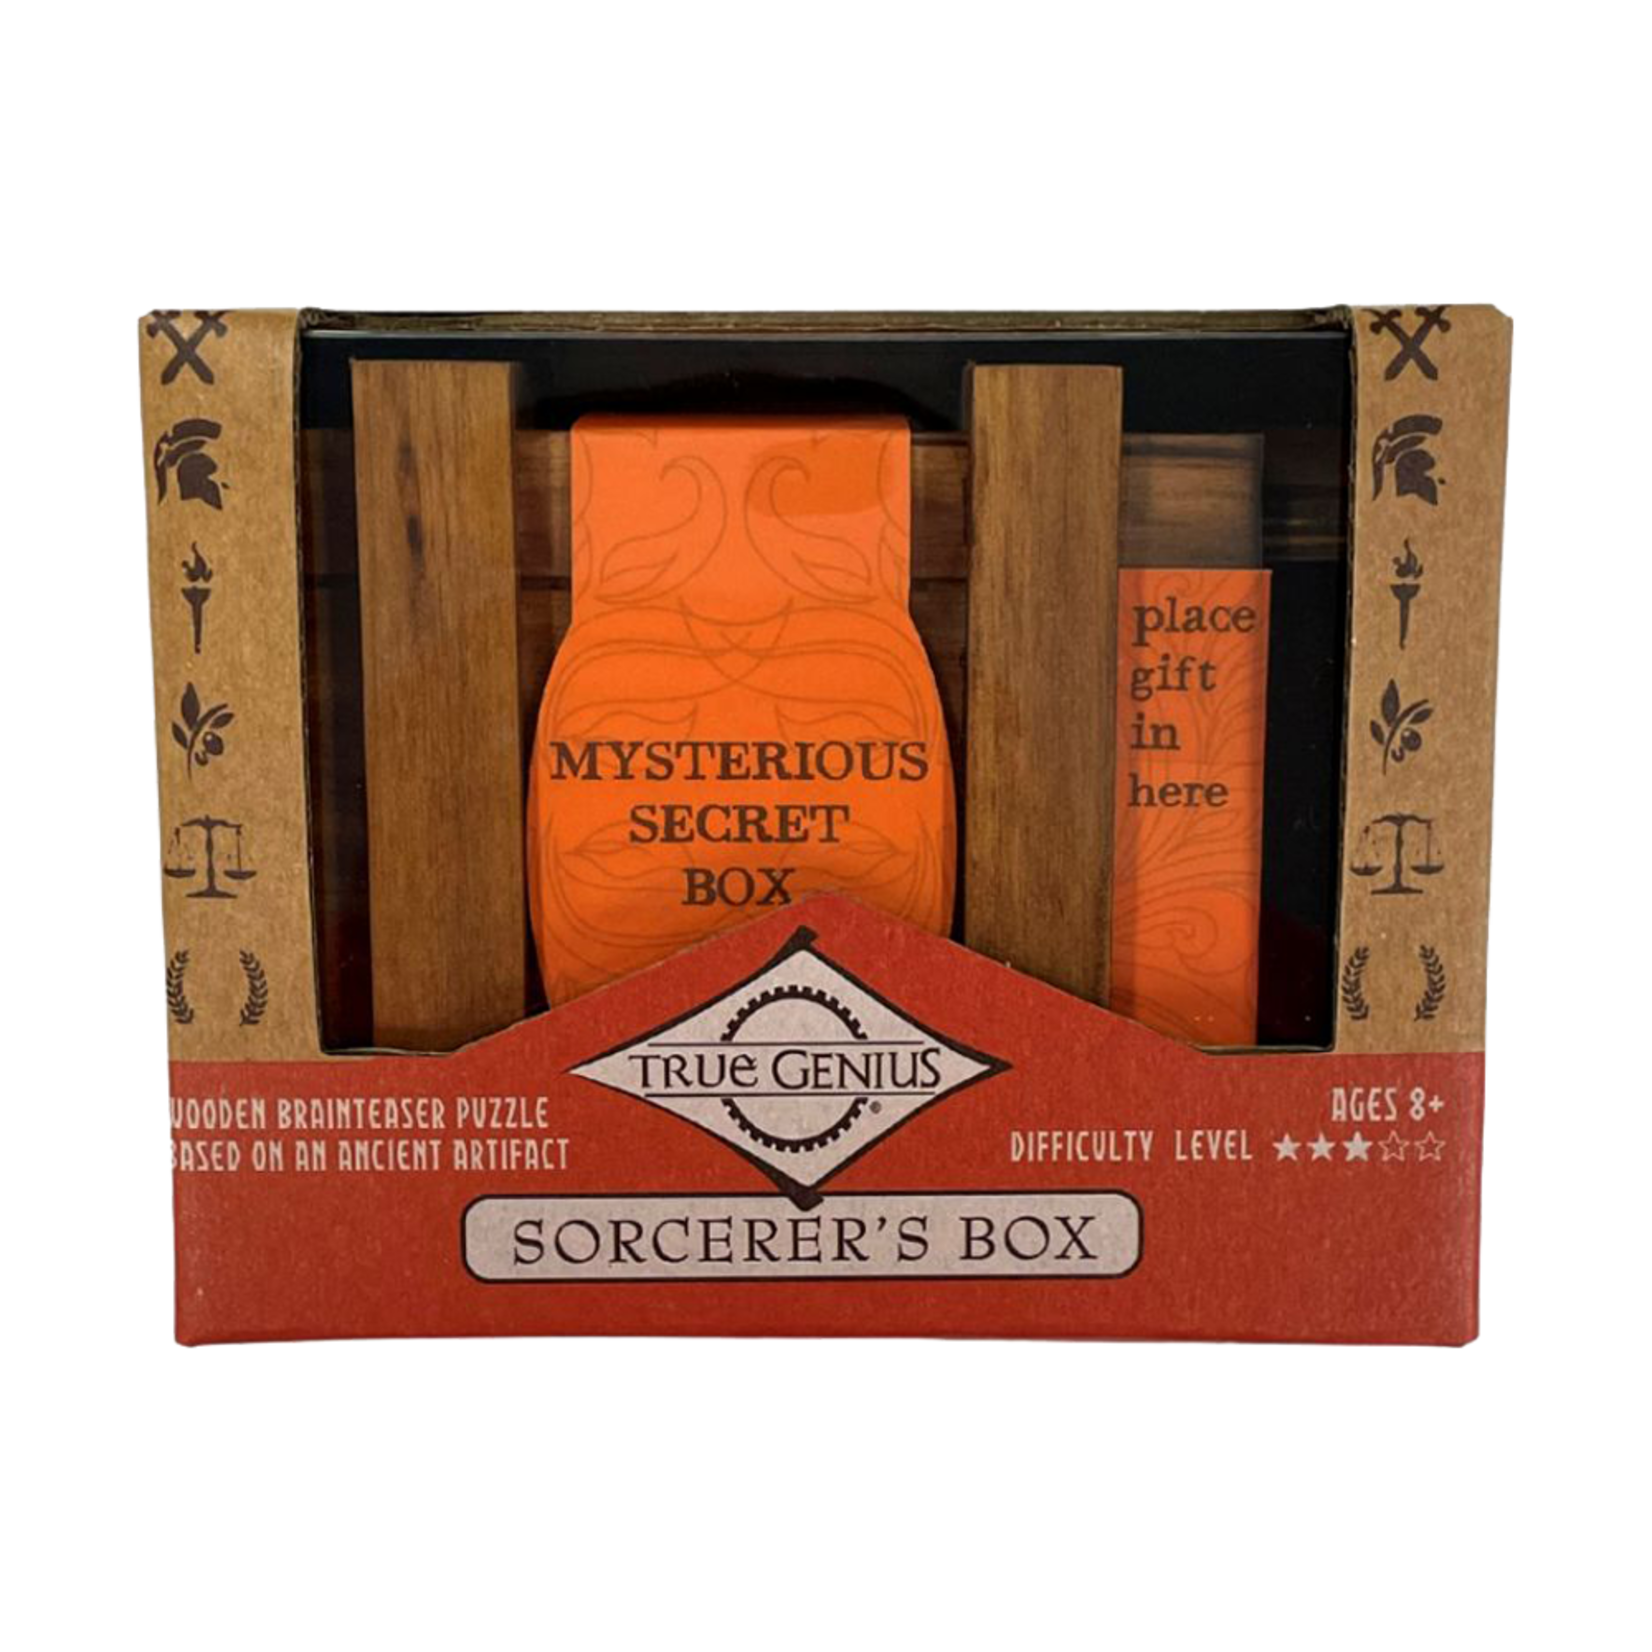 MYSTERIOUS
SECRET
BOX
place
gift
in
here
TRUE GENIUS
®
WOODEN BRAINTEASER PUZZLE
BASED ON AN ANCIENT ARTIFACT
AGES 8+
DIFFICULTY LEVEL ★★★☆☆
SORCERER'S BOX